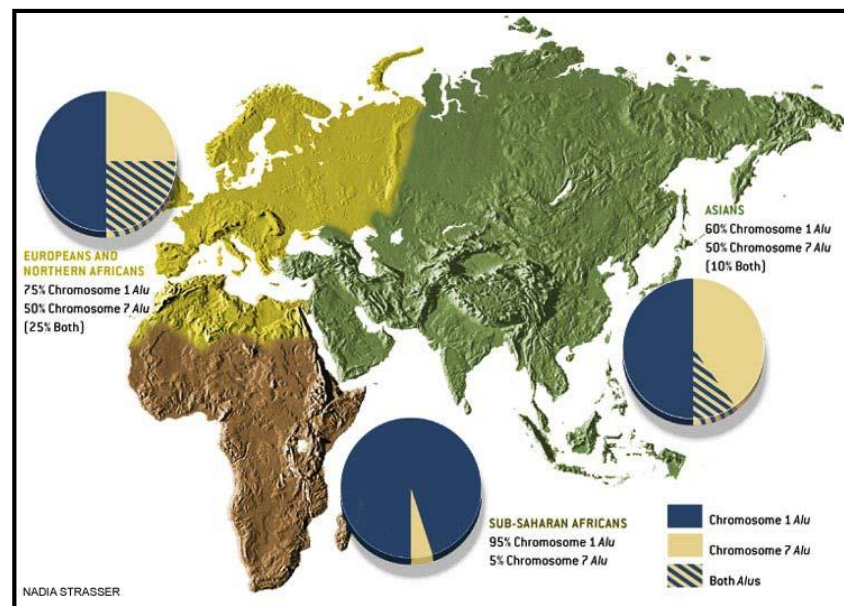 EUROPEANS AND
NORTHERN AFRICANS
75% Chromosome 1 Alu
50% Chromosome 7 Alu
(25% Both)
ASIANS
60% Chromosome 1 Alu
50% Chromosome 7 Alu
(10% Both)
SUB-SAHARAN AFRICANS
95% Chromosome 1 Alu
5% Chromosome 7 Alu
Chromosome 1 Alu
Chromosome 7 Alu
Both Alus
NADIA STRASSER